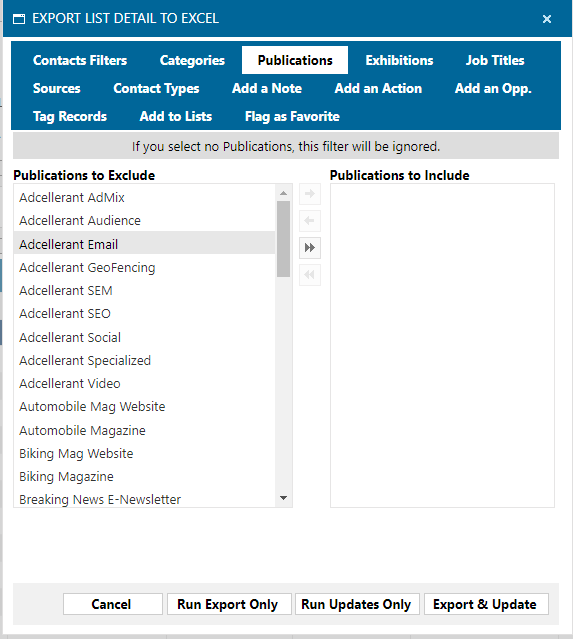 EXPORT LIST DETAIL TO EXCEL
Contacts Filters Categories Publications Exhibitions Job Titles
Sources Contact Types Add a Note Add an Action Add an Opp.
Tag Records Add to Lists Flag as Favorite
If you select no Publications, this filter will be ignored.
Publications to Exclude Publications to Include
Adcellerant AdMix
Adcellerant Audience
Adcellerant Email
Adcellerant GeoFencing
Adcellerant SEM
Adcellerant SEO
Adcellerant Social
Adcellerant Specialized
Adcellerant Video
Automobile Mag Website
Automobile Magazine
Biking Mag Website
Biking Magazine
Breaking News E-Newsletter
Cancel Run Export Only Run Updates Only Export & Update